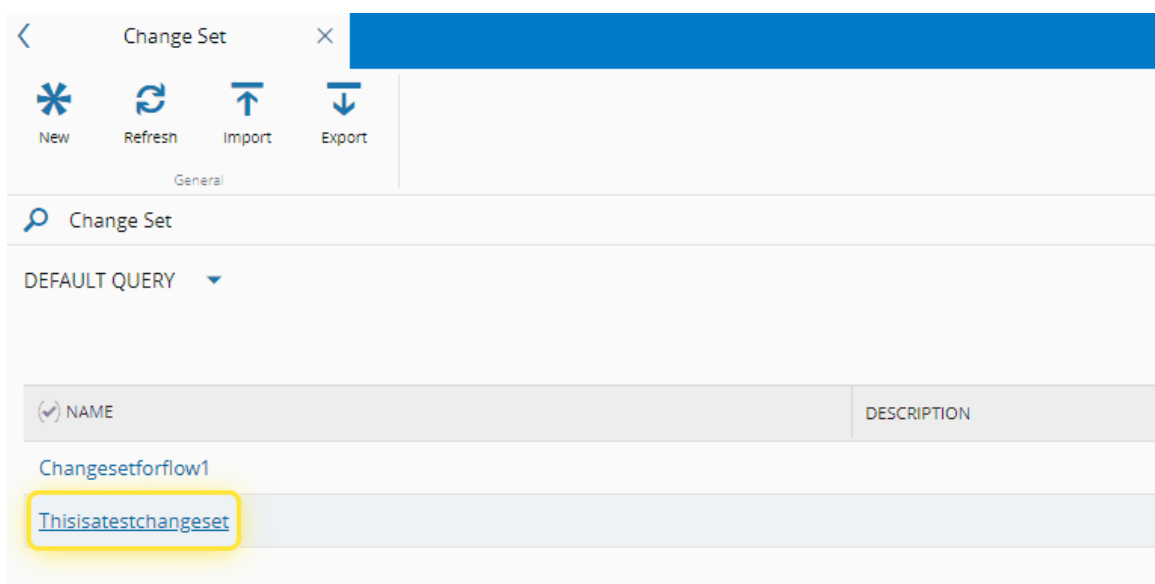 Change Set
New Refresh Import Export
General
Change Set
DEFAULT QUERY
NAME DESCRIPTION
Changesetforflow1
Thisisatestchangeset